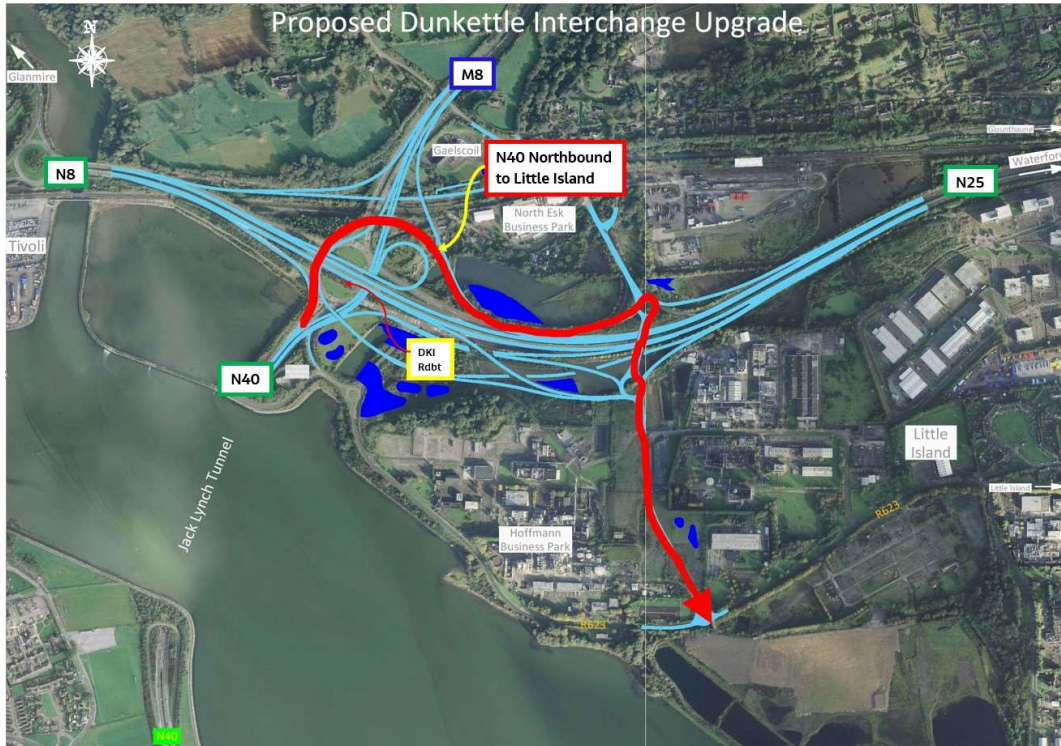 Proposed Dunkettle Interchange Upgrade
N
Glanmire
M8
Glounthaune
Gaelscoil
N40 Northbound
to Little Island
Waterford
N8
N25
North Esk
Business Park
Tivoli
DKI
Rdbt
N40
Little
Island
Jack Lynch Tunnel
Little Island
R623
Hoffmann
Business Park
R623
N40